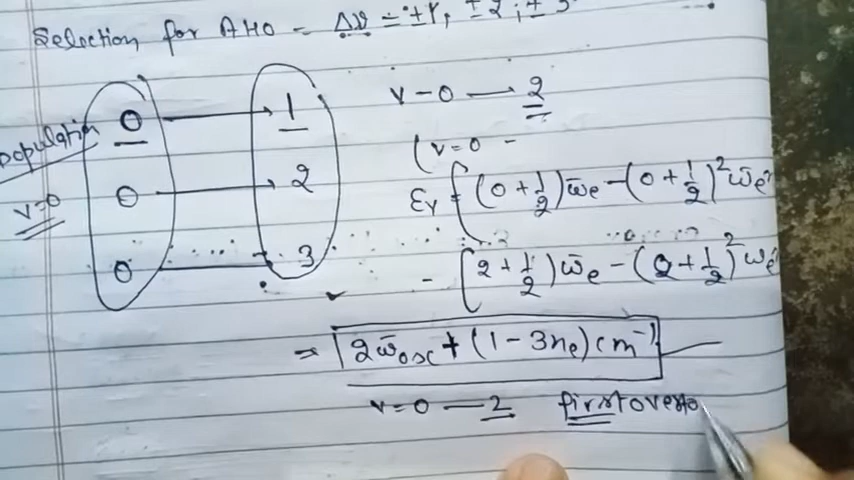 Selection for AHO - Δv = ±1, ±2, ±3
population
v=0
0 → 1
0 → 2
0 → 3
v - 0 — 2
(v=0 -
εv = [(0+1/2) ω̄e - (0+1/2)² ω̄e
- [2+1/2) ω̄e - (2+1/2)² ω̄e
= 2ω̄osc + (1-3xe) cm⁻¹
v=0 — 2 first overto